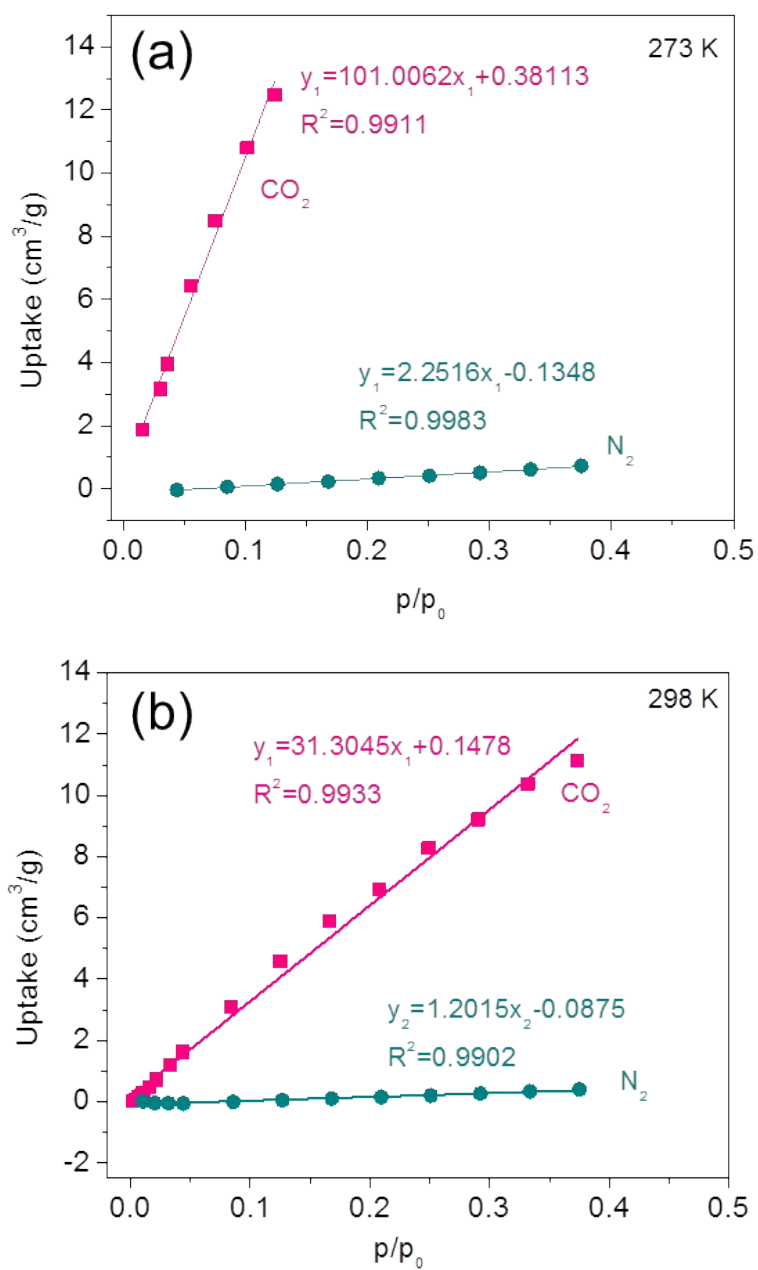 (a)
273 K
y₁=101.0062x₁+0.38113
R²=0.9911
CO₂
y₁=2.2516x₁-0.1348
R²=0.9983
N₂
Uptake (cm³/g)
14
12
10
8
6
4
2
0
0.0 0.1 0.2 0.3 0.4 0.5
p/p₀
(b)
298 K
y₁=31.3045x₁+0.1478
R²=0.9933
CO₂
y₂=1.2015x₂-0.0875
R²=0.9902
N₂
Uptake (cm³/g)
14
12
10
8
6
4
2
0
-2
0.0 0.1 0.2 0.3 0.4 0.5
p/p₀